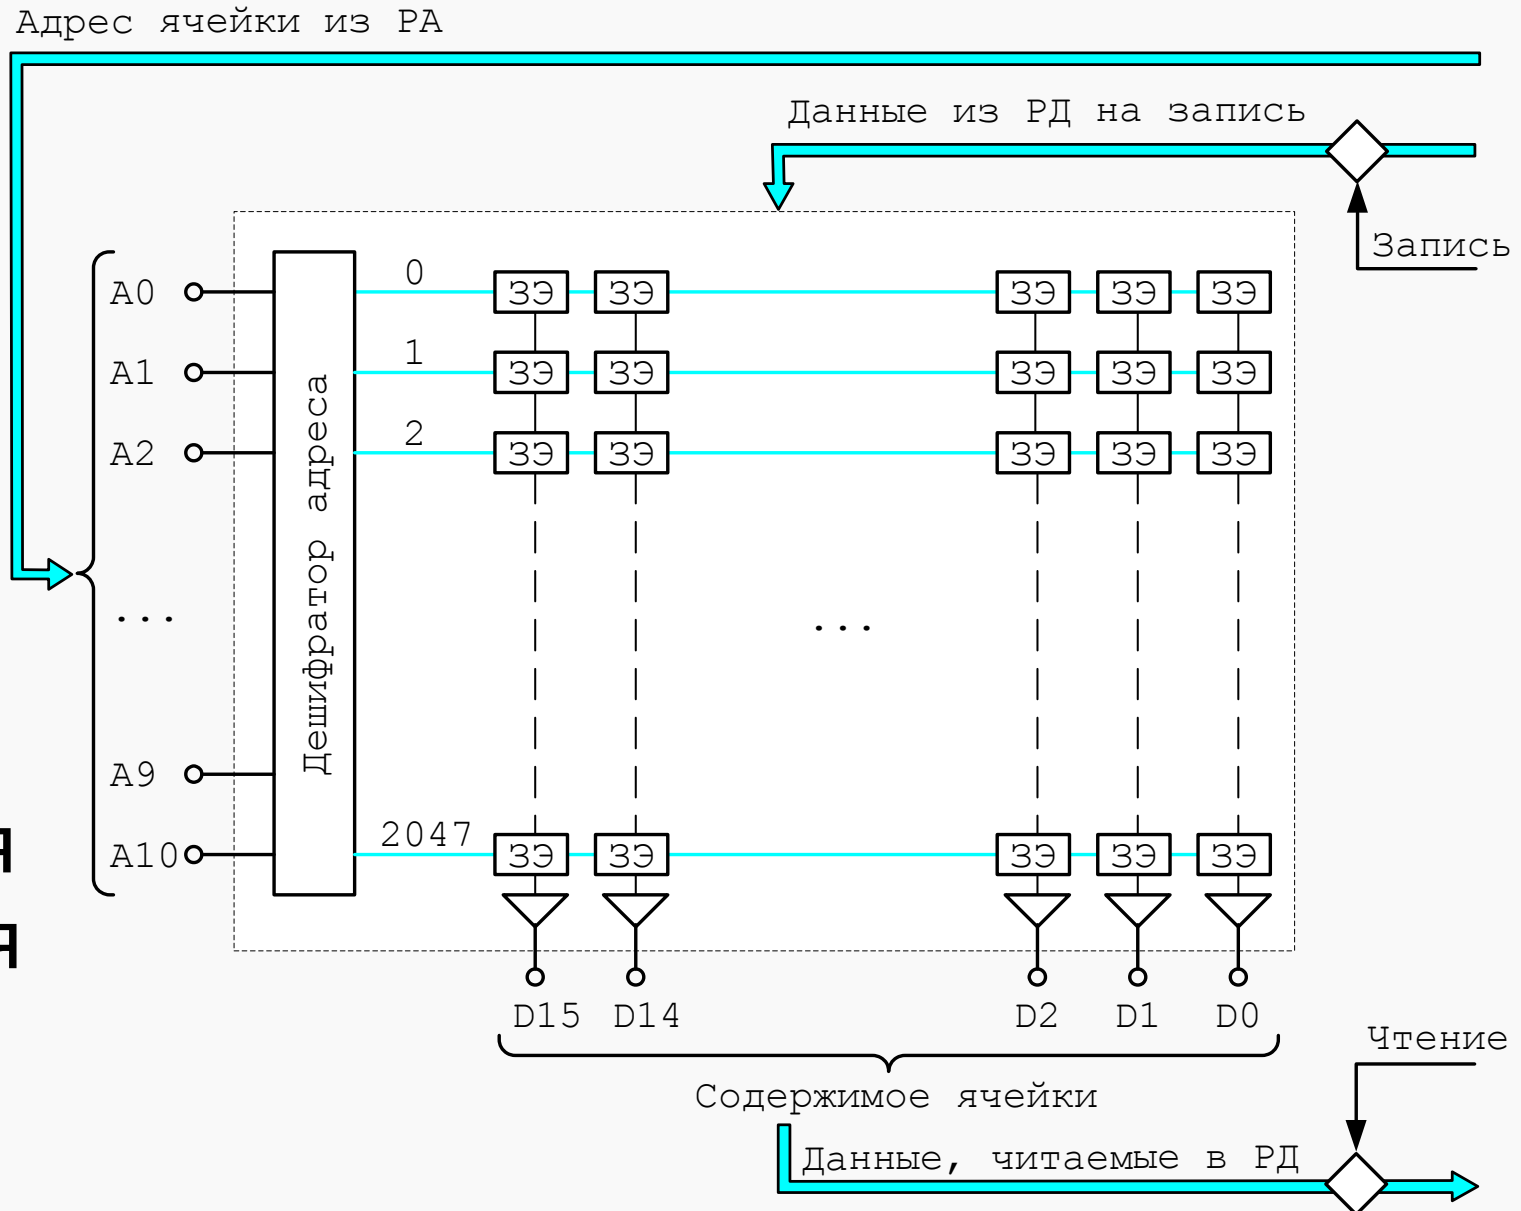 Адрес ячейки из РА
Данные из РД на запись
Запись
0
A0 ЗЭ ЗЭ ЗЭ ЗЭ ЗЭ
1
A1 ЗЭ ЗЭ ЗЭ ЗЭ ЗЭ
2
A2 ЗЭ ЗЭ ЗЭ ЗЭ ЗЭ
Дешифратор адреса
... ...
A9
2047
A10 ЗЭ ЗЭ ЗЭ ЗЭ ЗЭ
я
я
D15 D14 D2 D1 D0
Чтение
Содержимое ячейки
Данные, читаемые в РД